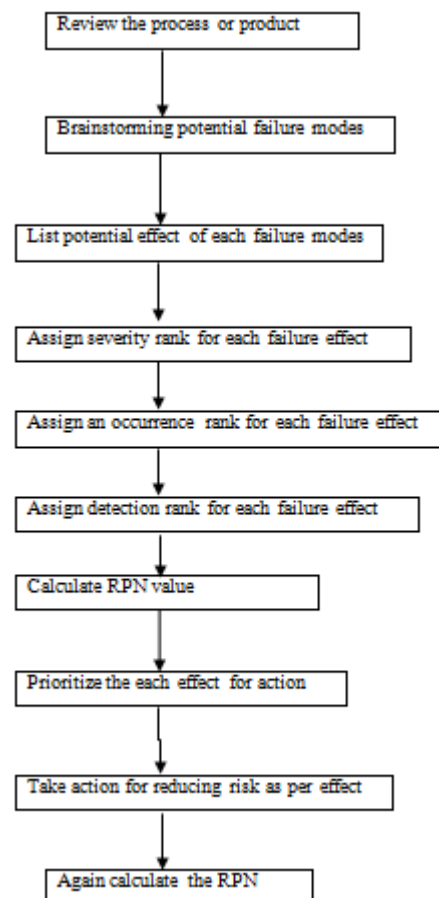 Review the process or product
Brainstorming potential failure modes
List potential effect of each failure modes
Assign severity rank for each failure effect
Assign an occurrence rank for each failure effect
Assign detection rank for each failure effect
Calculate RPN value
Prioritize the each effect for action
Take action for reducing risk as per effect
Again calculate the RPN